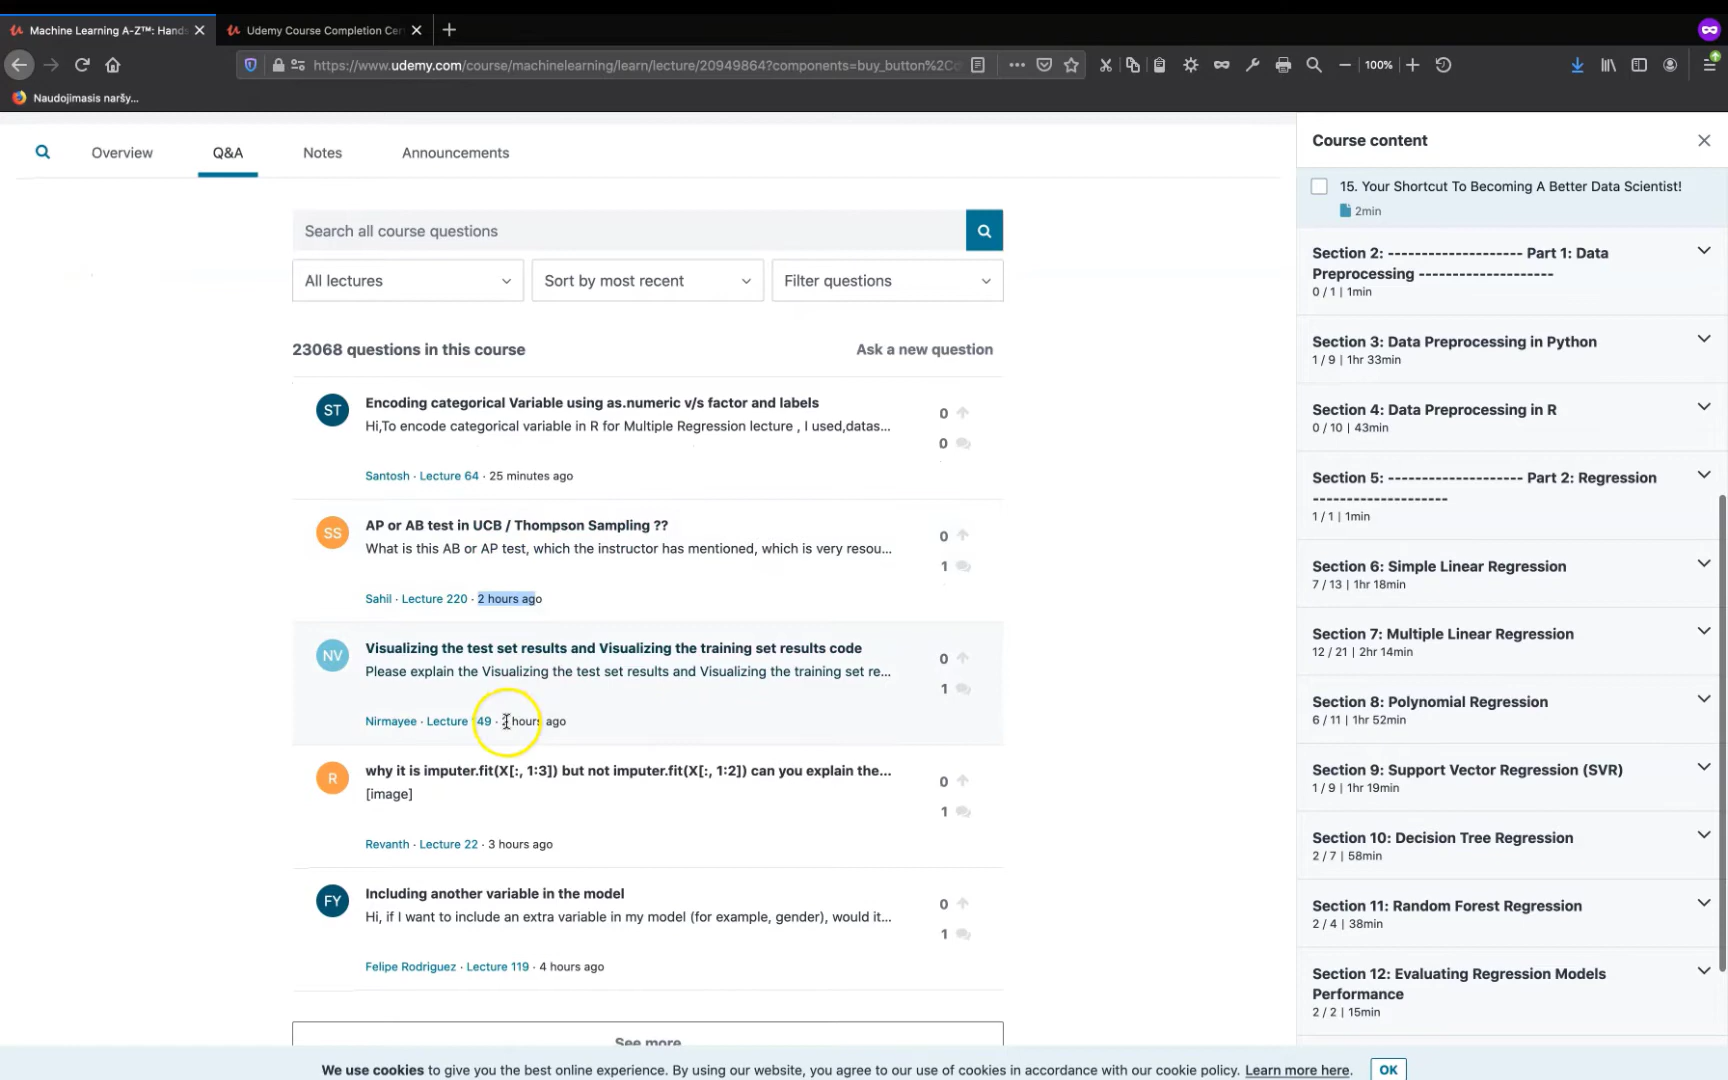 Machine Learning A-Z™: Hands
Udemy Course Completion Cer
https://www.udemy.com/course/machinelearning/learn/lecture/20949864?components=buy_button%2Cd
100%
Naudojimasis naršy...
Overview
Q&A
Notes
Announcements
Search all course questions
All lectures
Sort by most recent
Filter questions
23068 questions in this course
Ask a new question
ST
Encoding categorical Variable using as.numeric v/s factor and labels
0
Hi,To encode categorical variable in R for Multiple Regression lecture , I used,datas...
0
Santosh · Lecture 64 · 25 minutes ago
SS
AP or AB test in UCB / Thompson Sampling ??
0
What is this AB or AP test, which the instructor has mentioned, which is very resou...
1
Sahil · Lecture 220 · 2 hours ago
NV
Visualizing the test set results and Visualizing the training set results code
0
Please explain the Visualizing the test set results and Visualizing the training set re...
1
Nirmayee · Lecture 149 · hours ago
R
why it is imputer.fit(X[:, 1:3]) but not imputer.fit(X[:, 1:2]) can you explain the...
0
[image]
1
Revanth · Lecture 22 · 3 hours ago
FY
Including another variable in the model
0
Hi, if I want to include an extra variable in my model (for example, gender), would it...
1
Felipe Rodriguez · Lecture 119 · 4 hours ago
See more
Course content
15. Your Shortcut To Becoming A Better Data Scientist!
2min
Section 2: -------------------- Part 1: Data
Preprocessing --------------------
0 / 1 | 1min
Section 3: Data Preprocessing in Python
1 / 9 | 1hr 33min
Section 4: Data Preprocessing in R
0 / 10 | 43min
Section 5: -------------------- Part 2: Regression
--------------------
1 / 1 | 1min
Section 6: Simple Linear Regression
7 / 13 | 1hr 18min
Section 7: Multiple Linear Regression
12 / 21 | 2hr 14min
Section 8: Polynomial Regression
6 / 11 | 1hr 52min
Section 9: Support Vector Regression (SVR)
1 / 9 | 1hr 19min
Section 10: Decision Tree Regression
2 / 7 | 58min
Section 11: Random Forest Regression
2 / 4 | 38min
Section 12: Evaluating Regression Models
Performance
2 / 2 | 15min
We use cookies to give you the best online experience. By using our website, you agree to our use of cookies in accordance with our cookie policy. Learn more here.
OK